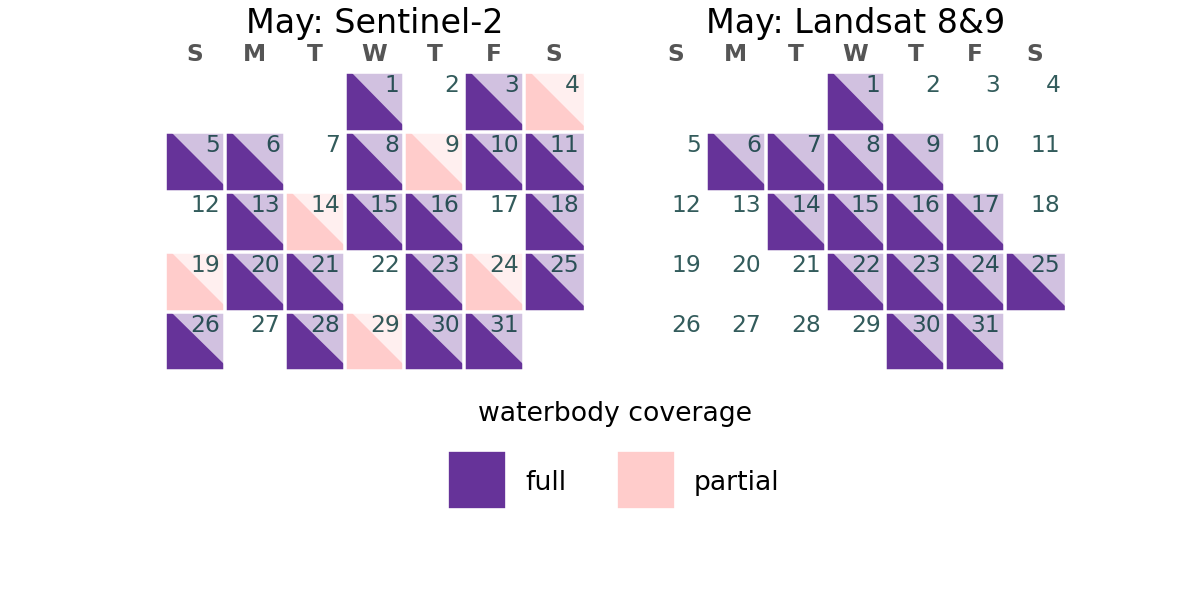 May: Sentinel-2
S M T W T F S
1 2 3 4
5 6 7 8 9 10 11
12 13 14 15 16 17 18
19 20 21 22 23 24 25
26 27 28 29 30 31
May: Landsat 8&9
S M T W T F S
1 2 3 4
5 6 7 8 9 10 11
12 13 14 15 16 17 18
19 20 21 22 23 24 25
26 27 28 29 30 31
waterbody coverage
full partial